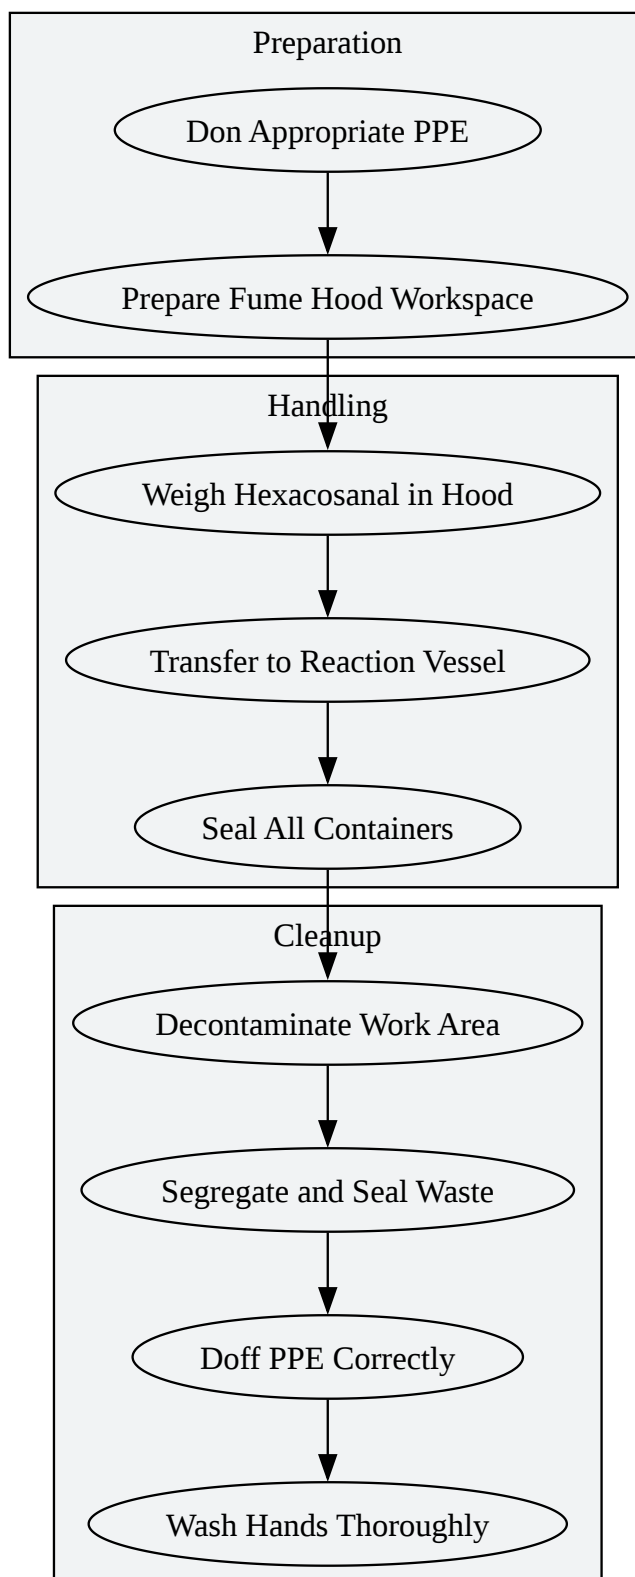 Preparation
Don Appropriate PPE
Prepare Fume Hood Workspace
Handling
Weigh Hexacosanal in Hood
Transfer to Reaction Vessel
Seal All Containers
Cleanup
Decontaminate Work Area
Segregate and Seal Waste
Doff PPE Correctly
Wash Hands Thoroughly